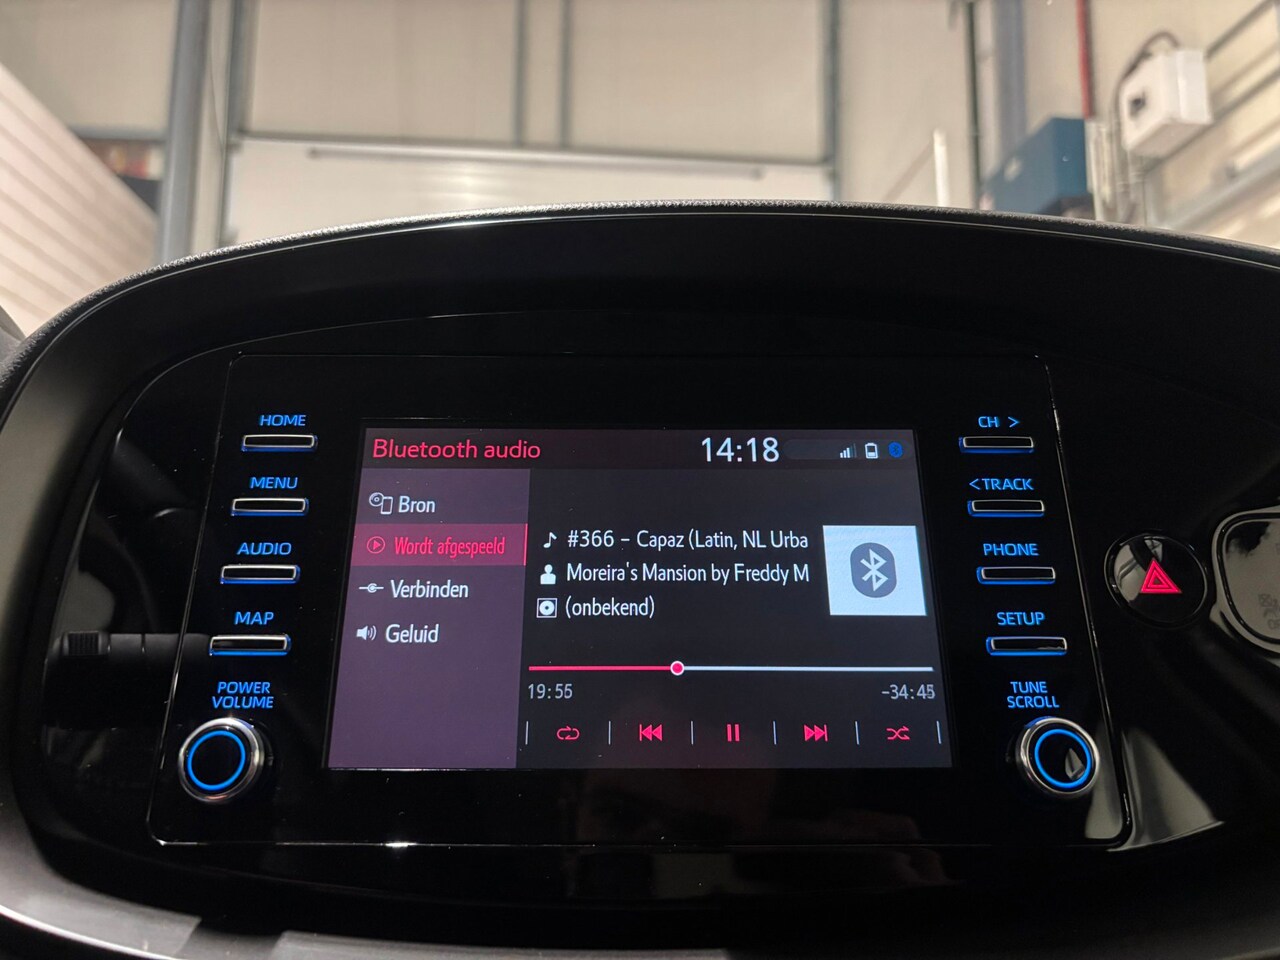 HOME
MENU
AUDIO
MAP
POWER
VOLUME
Bluetooth audio 14:18
Bron
Wordt afgespeeld
Verbinden
Geluid
#366 – Capaz (Latin, NL Urba
Moreira's Mansion by Freddy M
(onbekend)
19:55 -34:45
CH >
<TRACK
PHONE
SETUP
TUNE
SCROLL